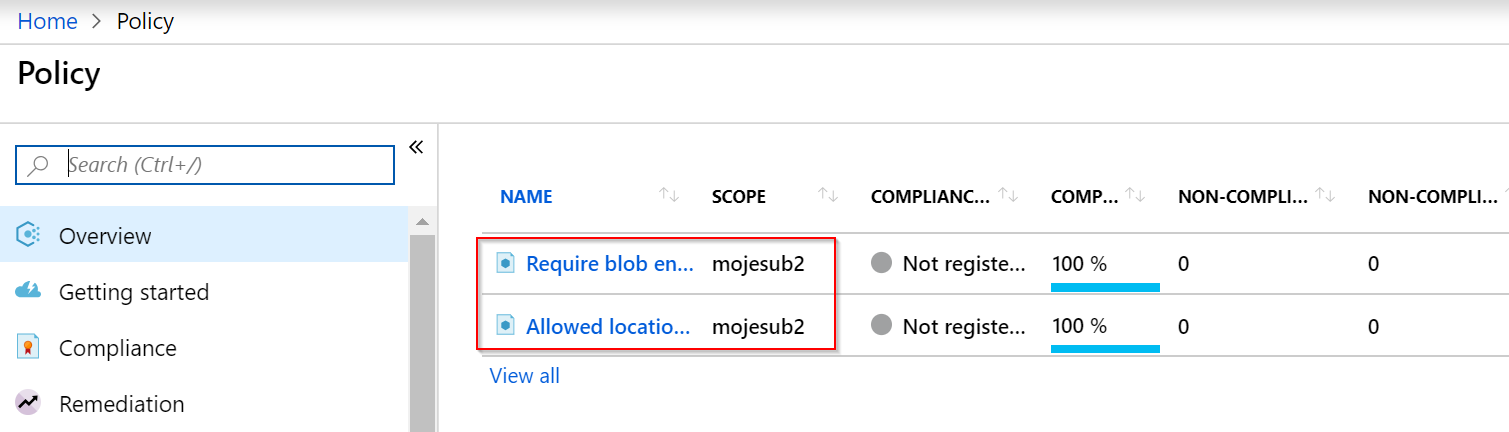 Home > Policy
Policy
Search (Ctrl+/)
«
Overview
Getting started
Compliance
Remediation
NAME SCOPE COMPLIANC... COMP... NON-COMPLI... NON-COMPLI...
Require blob en... mojesub2 Not registe... 100 % 0 0
Allowed locatio... mojesub2 Not registe... 100 % 0 0
View all